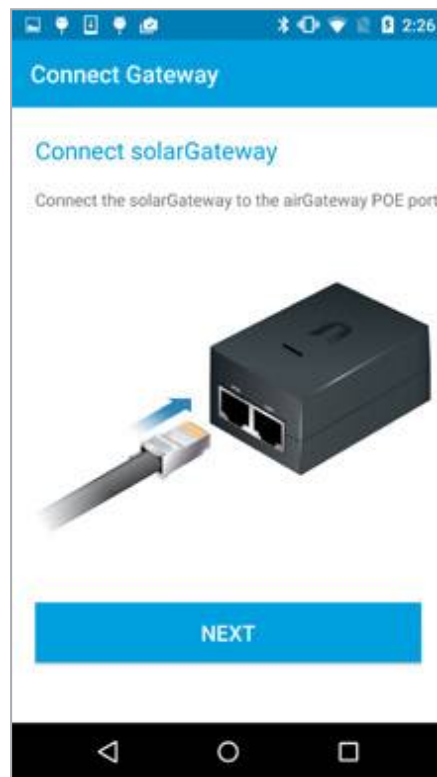 2:26
Connect Gateway
Connect solarGateway
Connect the solarGateway to the airGateway POE port
NEXT